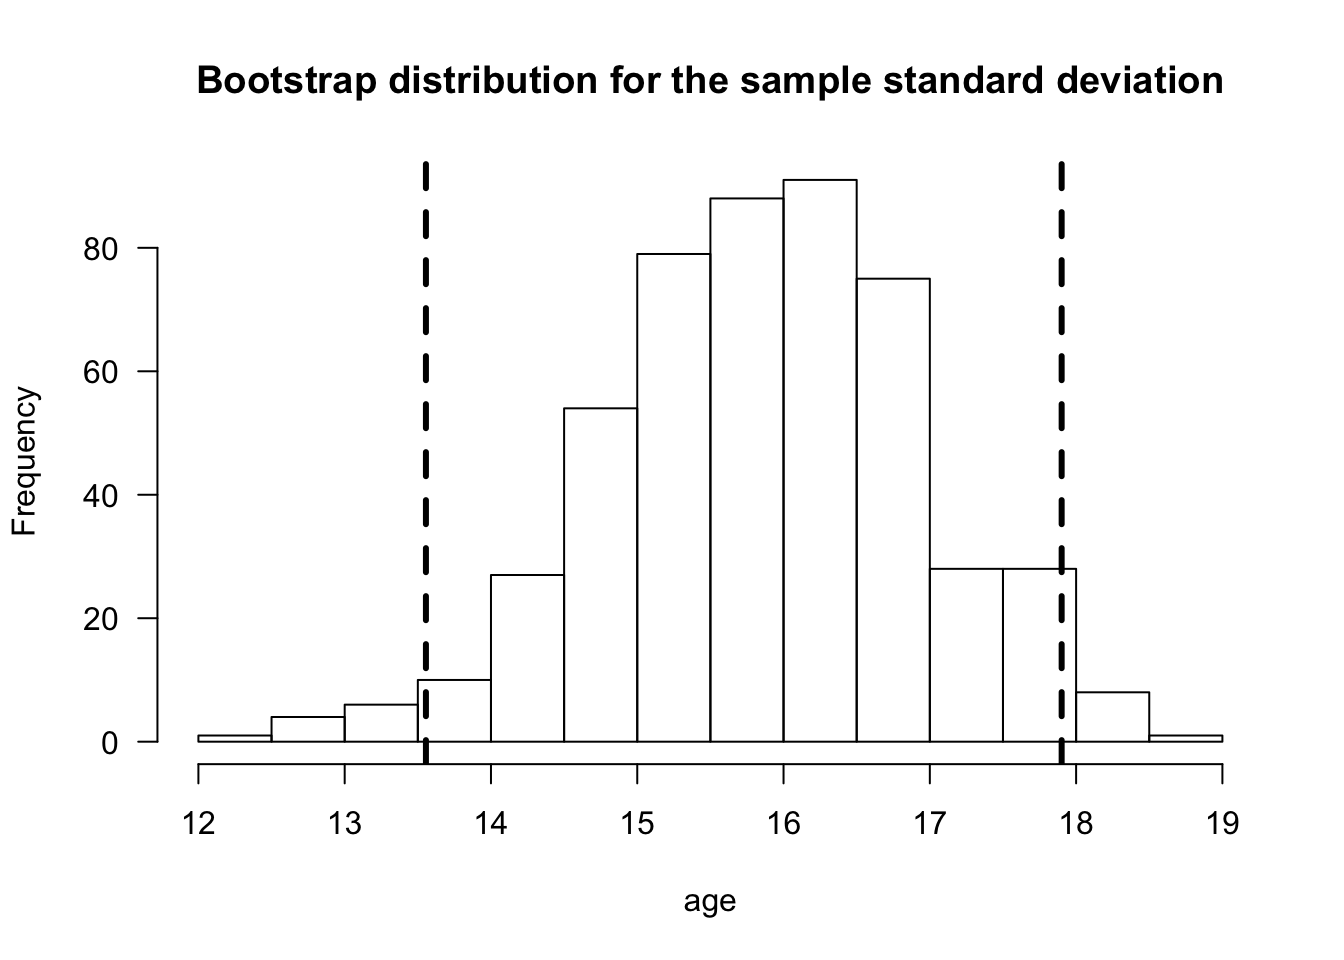 Bootstrap distribution for the sample standard deviation
80
60
40
20
0
Frequency
12 13 14 15 16 17 18 19
age